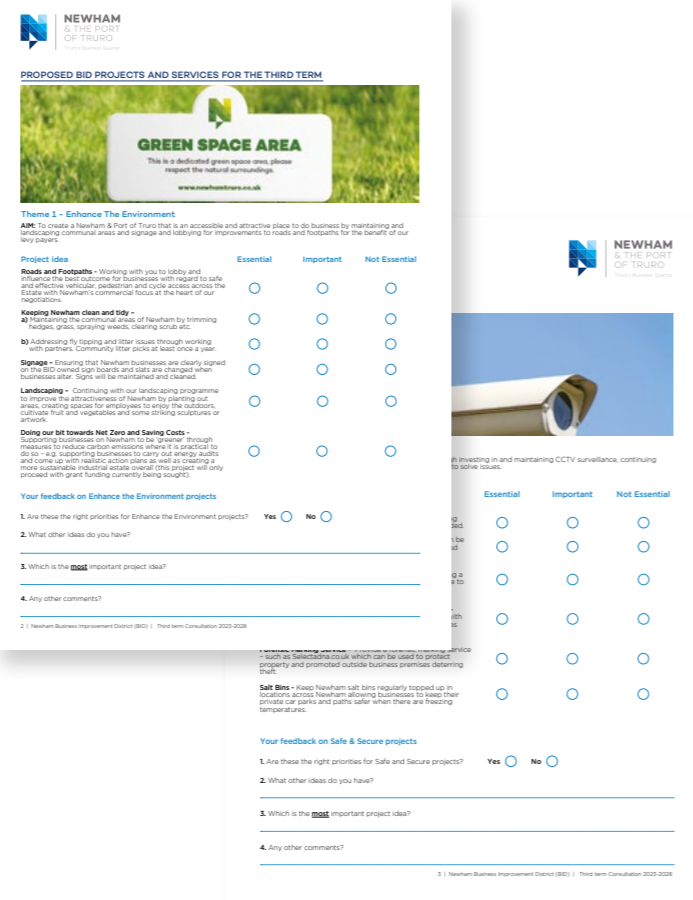 NEWHAM
& THE PORT
OF TRURO
Truro's Business Quarter
PROPOSED BID PROJECTS AND SERVICES FOR THE THIRD TERM
GREEN SPACE AREA
This is a dedicated green space area, please
respect the natural surroundings.
www.newhamtruro.co.uk
Theme 1 - Enhance The Environment
AIM: To create a Newham & Port of Truro that is an accessible and attractive place to do business by maintaining and
landscaping communal areas and signage and lobbying for improvements to roads and footpaths for the benefit of our
levy payers.
Project idea Essential Important Not Essential
Roads and Footpaths - Working with you to lobby and
influence the best outcome for businesses with regard to safe
and effective vehicular, pedestrian and cycle access across the
Estate with Newham's commercial focus at the heart of our
negotiations.
Keeping Newham clean and tidy –
a) Maintaining the communal areas of Newham by trimming
hedges, grass, spraying weeds, clearing scrub etc.
b) Addressing fly tipping and litter issues through working
with partners. Community litter picks at least once a year.
Signage – Ensuring that Newham businesses are clearly signed
on the BID owned sign boards and slats are changed when
businesses alter. Signs will be maintained and cleaned.
Landscaping – Continuing with our landscaping programme
to improve the attractiveness of Newham by planting out
areas, creating spaces for employees to enjoy the outdoors,
cultivate fruit and vegetables and some striking sculptures or
artwork.
Doing our bit towards Net Zero and Saving Costs -
Supporting businesses on Newham to be 'greener' through
measures to reduce carbon emissions where it is practical to
do so – e.g. supporting businesses to carry out energy audits
and come up with realistic action plans as well as creating a
more sustainable industrial estate overall (this project will only
proceed with grant funding currently being sought).
Your feedback on Enhance the Environment projects
1. Are these the right priorities for Enhance the Environment projects? Yes No
2. What other ideas do you have?
3. Which is the most important project idea?
4. Any other comments?
2 | Newham Business Improvement District (BID) | Third term Consultation 2023-2028
NEWHAM
& THE PORT
OF TRURO
Truro's Business Quarter
investing in and maintaining CCTV surveillance, continuing
to solve issues.
Essential Important Not Essential
Forensic Marking Service – Provide a forensic marking service
– such as Selectadna.co.uk which can be used to protect
property and promoted outside business premises deterring
theft.
Salt Bins - Keep Newham salt bins regularly topped up in
locations across Newham allowing businesses to keep their
private car parks and paths safer when there are freezing
temperatures.
Your feedback on Safe & Secure projects
1. Are these the right priorities for Safe and Secure projects? Yes No
2. What other ideas do you have?
3. Which is the most important project idea?
4. Any other comments?
3 | Newham Business Improvement District (BID) | Third term Consultation 2023-2028